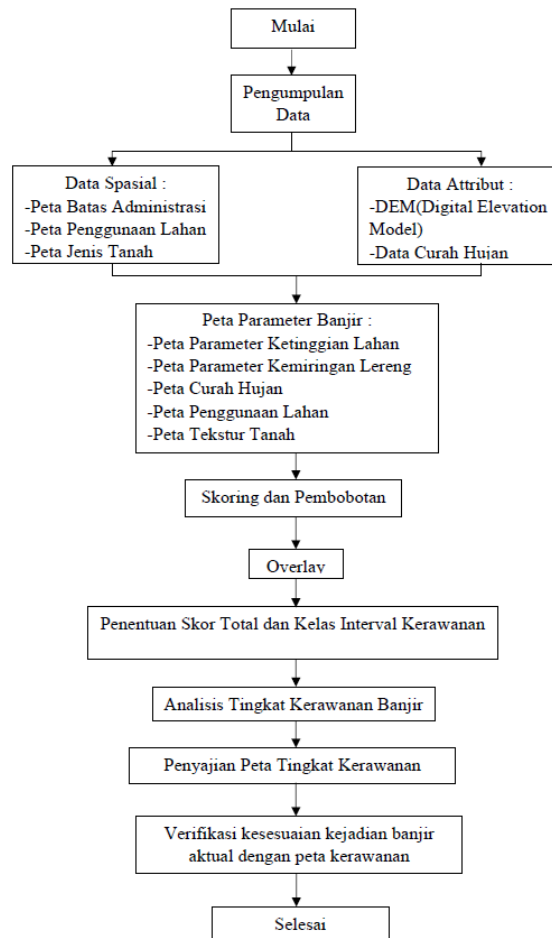 Mulai
Pengumpulan
Data
Data Spasial :
-Peta Batas Administrasi
-Peta Penggunaan Lahan
-Peta Jenis Tanah
Data Attribut :
-DEM(Digital Elevation
Model)
-Data Curah Hujan
Peta Parameter Banjir :
-Peta Parameter Ketinggian Lahan
-Peta Parameter Kemiringan Lereng
-Peta Curah Hujan
-Peta Penggunaan Lahan
-Peta Tekstur Tanah
Skoring dan Pembobotan
Overlay
Penentuan Skor Total dan Kelas Interval Kerawanan
Analisis Tingkat Kerawanan Banjir
Penyajian Peta Tingkat Kerawanan
Verifikasi kesesuaian kejadian banjir
aktual dengan peta kerawanan
Selesai